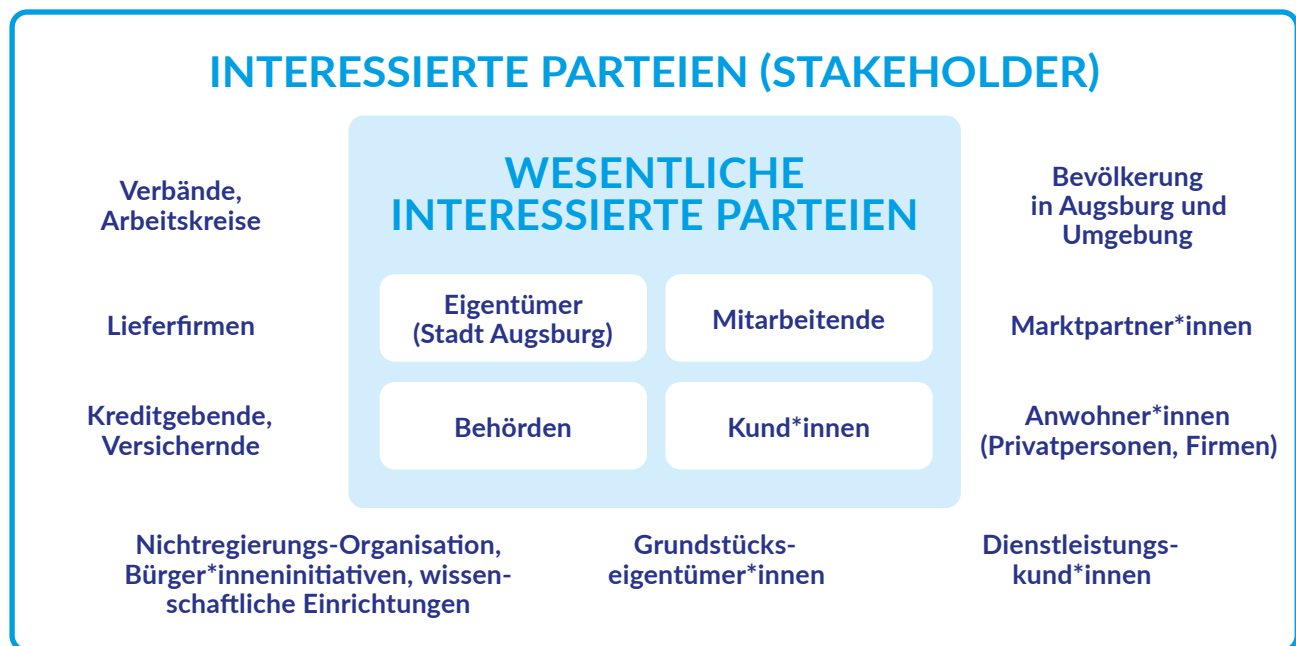 INTERESSIERTE PARTEIEN (STAKEHOLDER)
WESENTLICHE
INTERESSIERTE PARTEIEN
Verbände,
Arbeitskreise
Bevölkerung
in Augsburg und
Umgebung
Lieferfirmen
Eigentümer
(Stadt Augsburg)
Mitarbeitende
Marktpartner*innen
Kreditgebende,
Versichernde
Behörden
Kund*innen
Anwohner*innen
(Privatpersonen, Firmen)
Nichtregierungs-Organisation,
Bürger*inneninitiativen, wissen-
schaftliche Einrichtungen
Grundstücks-
eigentümer*innen
Dienstleistungs-
kund*innen